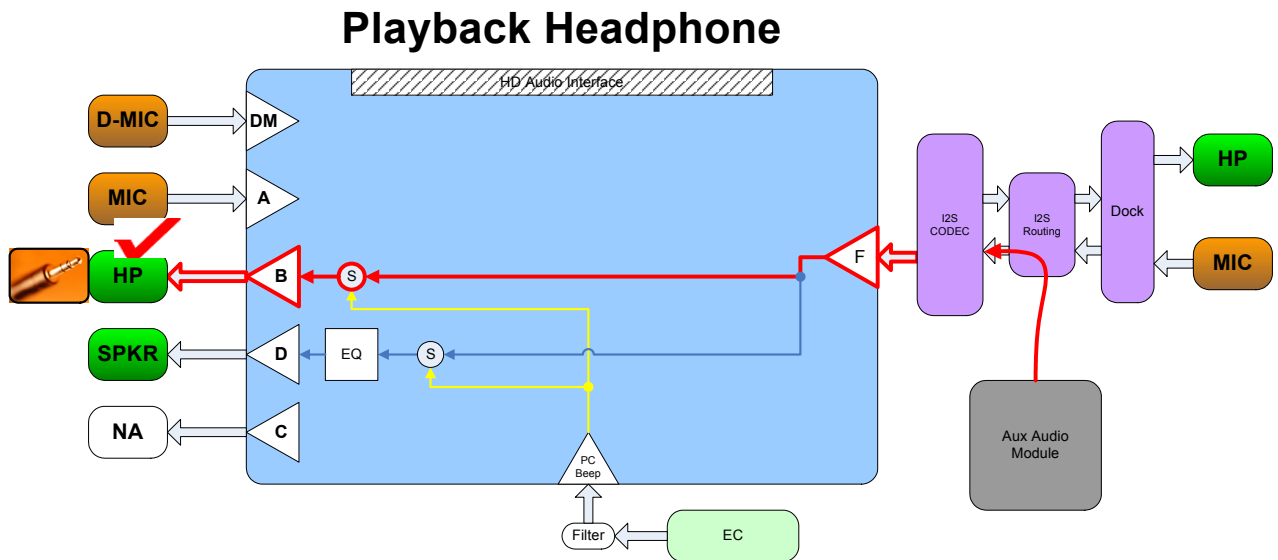 Playback Headphone
HD Audio Interface
D-MIC
DM
MIC
A
HP
B
S
F
I2S
CODEC
I2S
Routing
Dock
HP
MIC
SPKR
D
EQ
S
NA
C
PC
Beep
Aux Audio
Module
Filter
EC